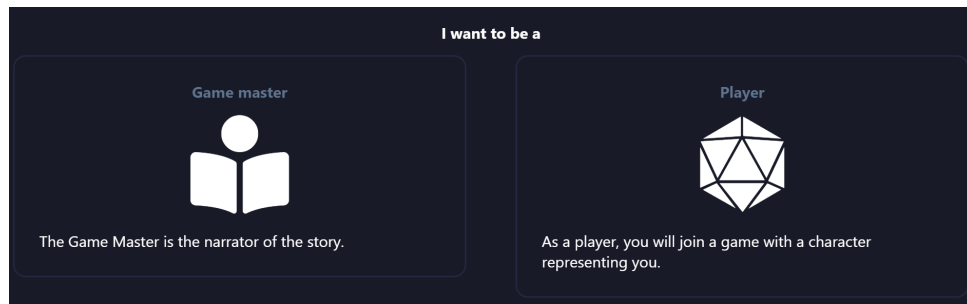 I want to be a
Game master
The Game Master is the narrator of the story.
Player
As a player, you will join a game with a character
representing you.